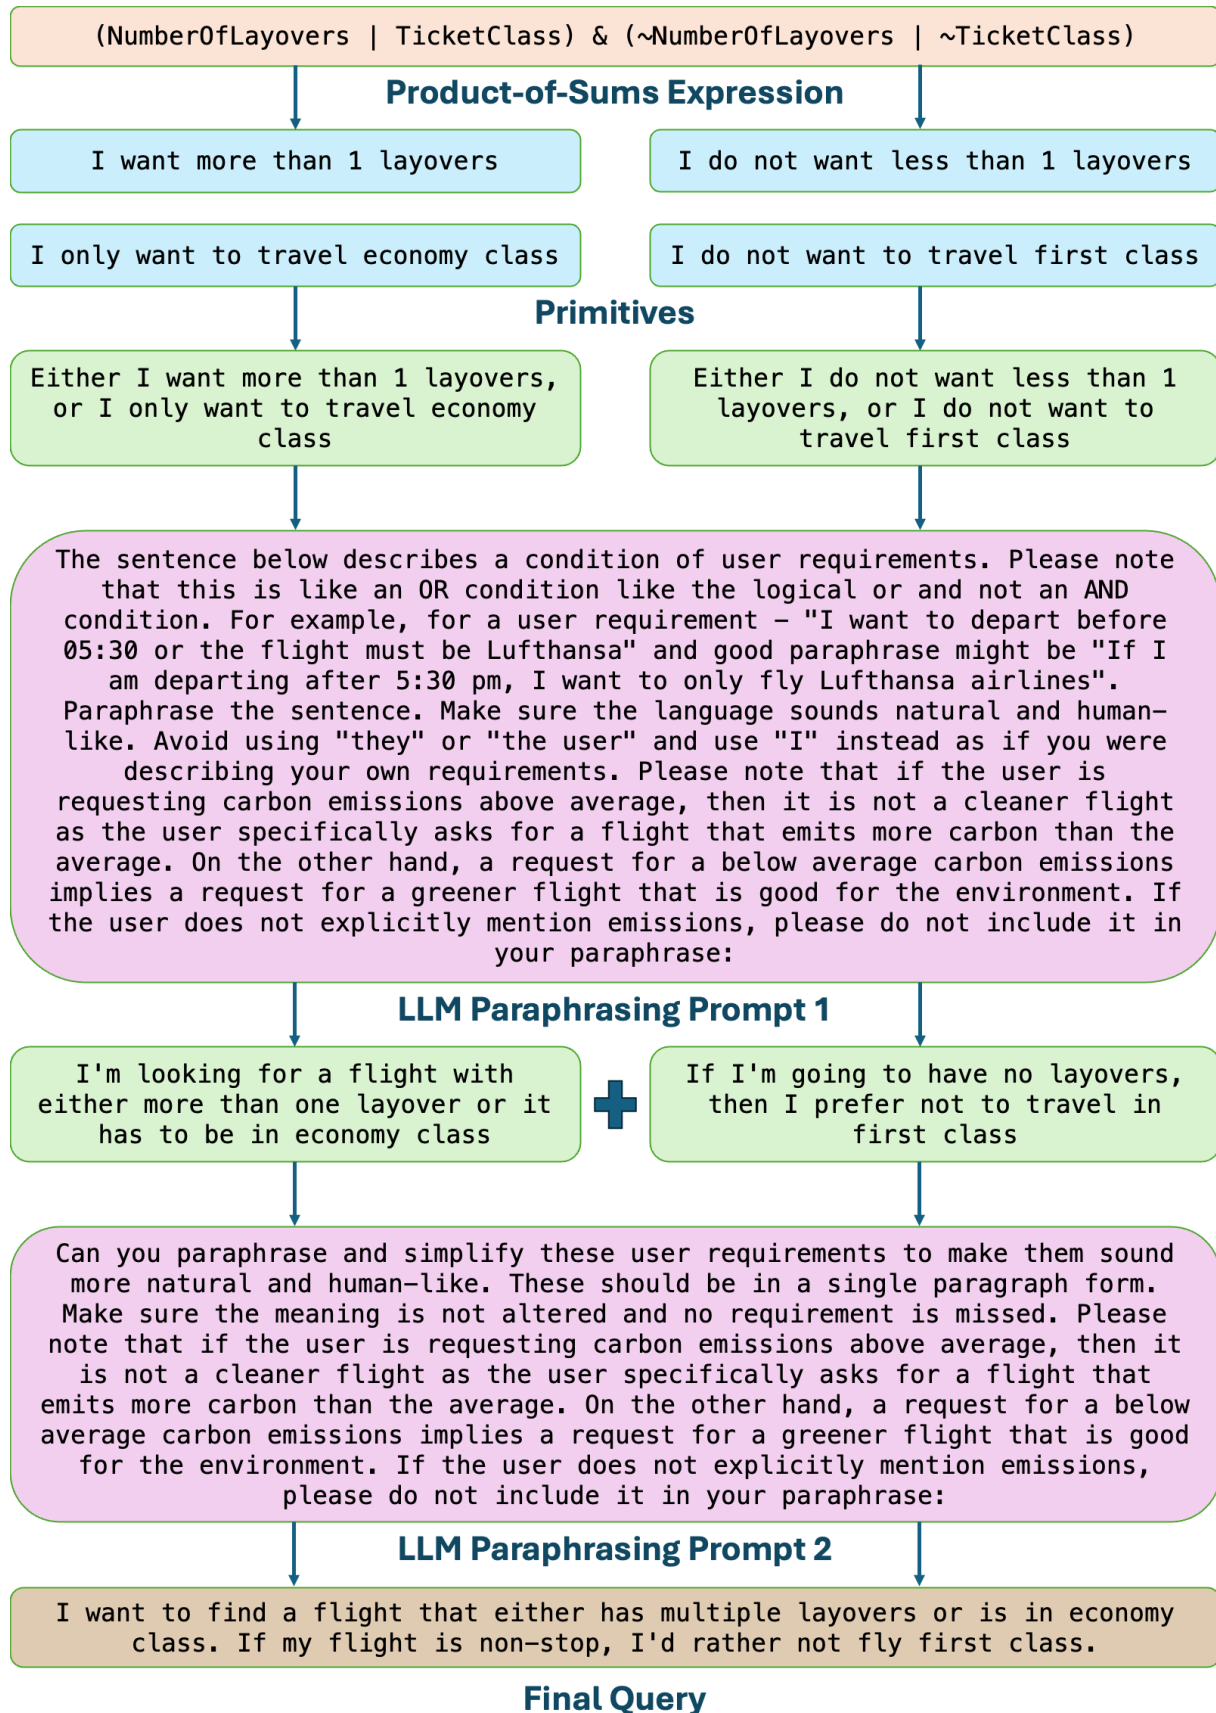 (NumberOfLayovers | TicketClass) & (~NumberOfLayovers | ~TicketClass)
Product-of-Sums Expression
I want more than 1 layovers
I do not want less than 1 layovers
I only want to travel economy class
I do not want to travel first class
Primitives
Either I want more than 1 layovers,
or I only want to travel economy
class
Either I do not want less than 1
layovers, or I do not want to
travel first class
The sentence below describes a condition of user requirements. Please note
that this is like an OR condition like the logical or and not an AND
condition. For example, for a user requirement – "I want to depart before
05:30 or the flight must be Lufthansa" and good paraphrase might be "If I
am departing after 5:30 pm, I want to only fly Lufthansa airlines".
Paraphrase the sentence. Make sure the language sounds natural and human-
like. Avoid using "they" or "the user" and use "I" instead as if you were
describing your own requirements. Please note that if the user is
requesting carbon emissions above average, then it is not a cleaner flight
as the user specifically asks for a flight that emits more carbon than the
average. On the other hand, a request for a below average carbon emissions
implies a request for a greener flight that is good for the environment. If
the user does not explicitly mention emissions, please do not include it in
your paraphrase:
LLM Paraphrasing Prompt 1
I'm looking for a flight with
either more than one layover or it
has to be in economy class
If I'm going to have no layovers,
then I prefer not to travel in
first class
Can you paraphrase and simplify these user requirements to make them sound
more natural and human-like. These should be in a single paragraph form.
Make sure the meaning is not altered and no requirement is missed. Please
note that if the user is requesting carbon emissions above average, then it
is not a cleaner flight as the user specifically asks for a flight that
emits more carbon than the average. On the other hand, a request for a below
average carbon emissions implies a request for a greener flight that is good
for the environment. If the user does not explicitly mention emissions,
please do not include it in your paraphrase:
LLM Paraphrasing Prompt 2
I want to find a flight that either has multiple layovers or is in economy
class. If my flight is non-stop, I'd rather not fly first class.
Final Query